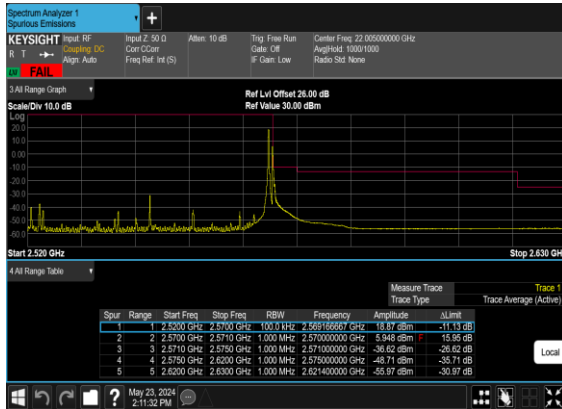 Spectrum Analyzer 1
Spurious Emissions
+
KEYSIGHT Input: RF Input Z: 50 Ω Atten: 10 dB Trig: Free Run Center Freq: 22.005000000 GHz
R T Coupling: DC Corr CCorr Gate: Off Avg|Hold: 1000/1000
Align: Auto Freq Ref: Int (S) IF Gain: Low Radio Std: None
LV FAIL
3 All Range Graph
Ref Lvl Offset 26.00 dB
Scale/Div 10.0 dB Ref Value 30.00 dBm
Log
20.0
10.0
0.00
-10.0
-20.0
-30.0
-40.0
-50.0
-60.0
Start 2.520 GHz Stop 2.630 GHz
4 All Range Table
Measure Trace Trace 1
Trace Type Trace Average (Active)
Spur Range Start Freq Stop Freq RBW Frequency Amplitude ΔLimit
1 1 2.5200 GHz 2.5700 GHz 100.0 kHz 2.569166667 GHz 18.87 dBm -11.13 dB
2 2 2.5700 GHz 2.5710 GHz 1.000 MHz 2.570000000 GHz 5.948 dBm F 15.95 dB
3 3 2.5710 GHz 2.5750 GHz 1.000 MHz 2.571000000 GHz -36.62 dBm -26.62 dB
4 4 2.5750 GHz 2.6200 GHz 1.000 MHz 2.575000000 GHz -48.71 dBm -35.71 dB
5 5 2.6200 GHz 2.6300 GHz 1.000 MHz 2.621400000 GHz -55.97 dBm -30.97 dB
Local
?
May 23, 2024
2:11:32 PM